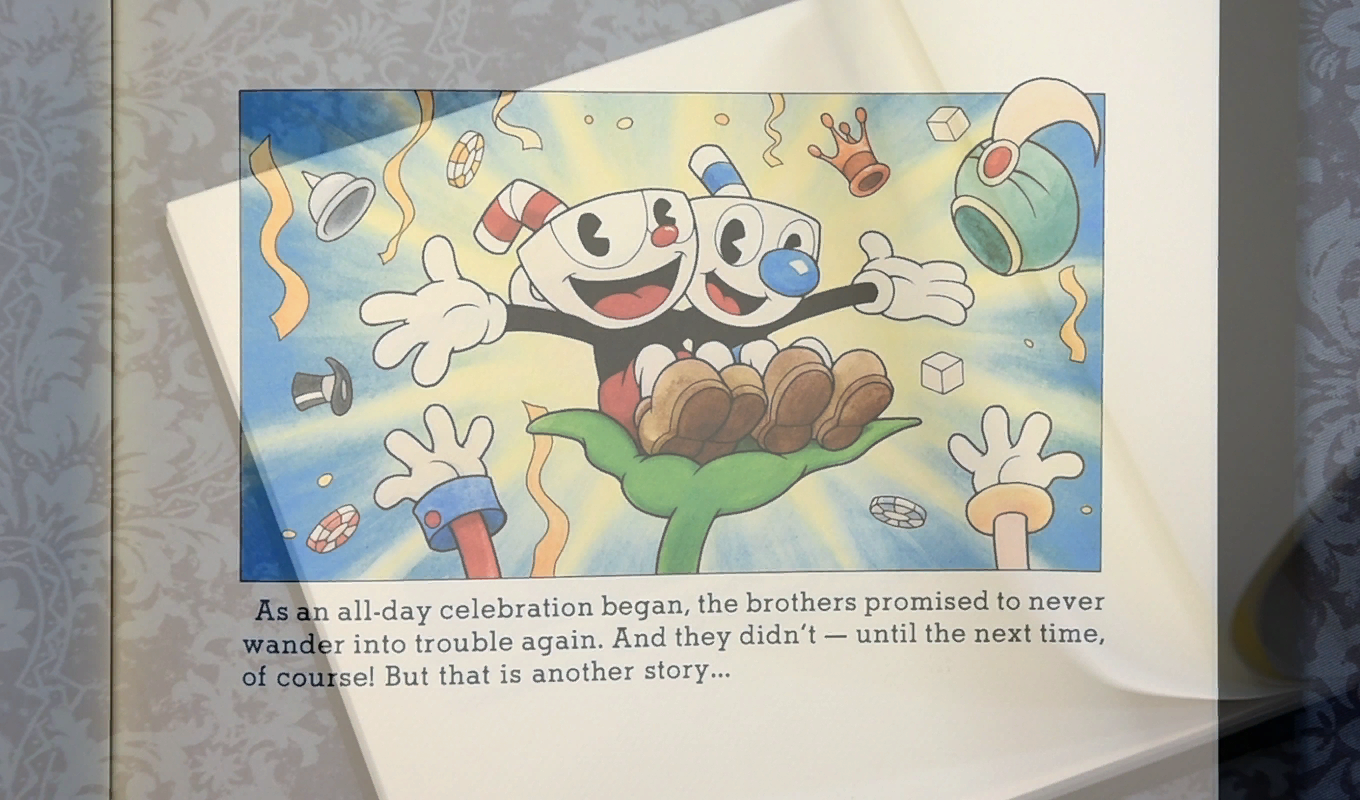 As an all-day celebration began, the brothers promised to never
wander into trouble again. And they didn't — until the next time,
of course! But that is another story...